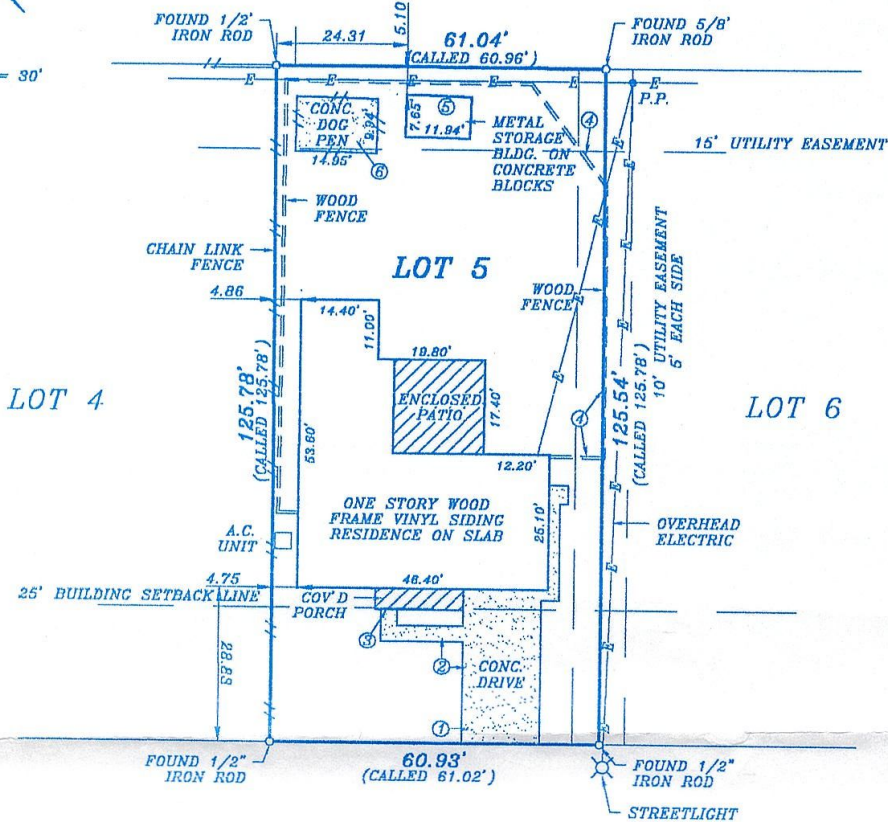 FOUND 1/2'
IRON ROD
24.31
5.10
61.04'
(CALLED 60.96')
FOUND 5/8'
IRON ROD
= 30'
E
E
E
E
E
P.P.
CONC.
DOG
PEN
9.94'
14.95'
6
7.65'
5
11.94'
METAL
STORAGE
BLDG. ON
CONCRETE
BLOCKS
4
E
E
15' UTILITY EASEMENT
WOOD
FENCE
CHAIN LINK
FENCE
LOT 5
WOOD
FENCE
10' UTILITY EASEMENT
5' EACH SIDE
E
E
E
E
4.86
14.40'
11.00'
19.80'
ENCLOSED
PATIO
17.40'
E
E
LOT 4
125.78'
(CALLED 125.78')
53.60'
4
125.54'
(CALLED 125.78')
LOT 6
12.20'
ONE STORY WOOD
FRAME VINYL SIDING
RESIDENCE ON SLAB
25.10'
E
OVERHEAD
ELECTRIC
A.C.
UNIT
4.75
46.40'
E
25' BUILDING SETBACK LINE
COV'D
PORCH
3
28.83
2
CONC.
DRIVE
E
1
E
FOUND 1/2"
IRON ROD
60.93'
(CALLED 61.02')
FOUND 1/2"
IRON ROD
STREETLIGHT